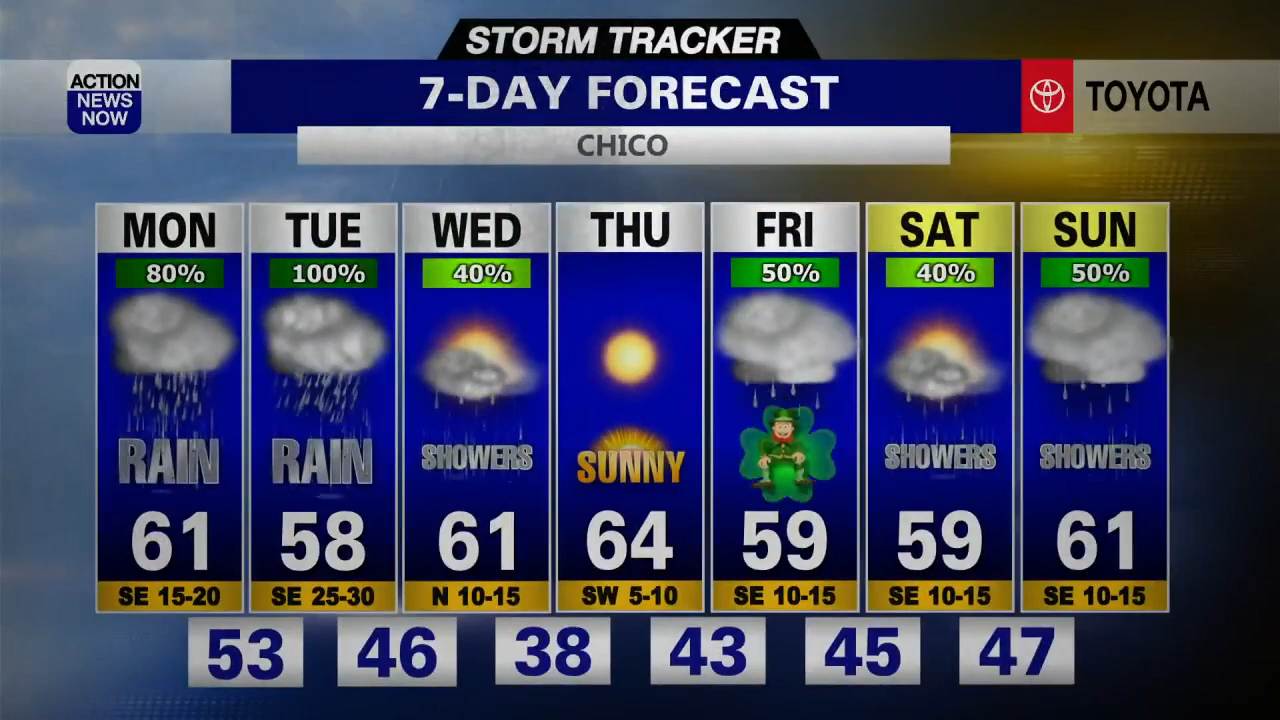 STORM TRACKER
ACTION
NEWS
NOW
7-DAY FORECAST
TOYOTA
CHICO
MON TUE WED THU FRI SAT SUN
80% 100% 40% 50% 40% 50%
RAIN RAIN SHOWERS SUNNY SHOWERS SHOWERS
61 58 61 64 59 59 61
SE 15-20 SE 25-30 N 10-15 SW 5-10 SE 10-15 SE 10-15 SE 10-15
53 46 38 43 45 47